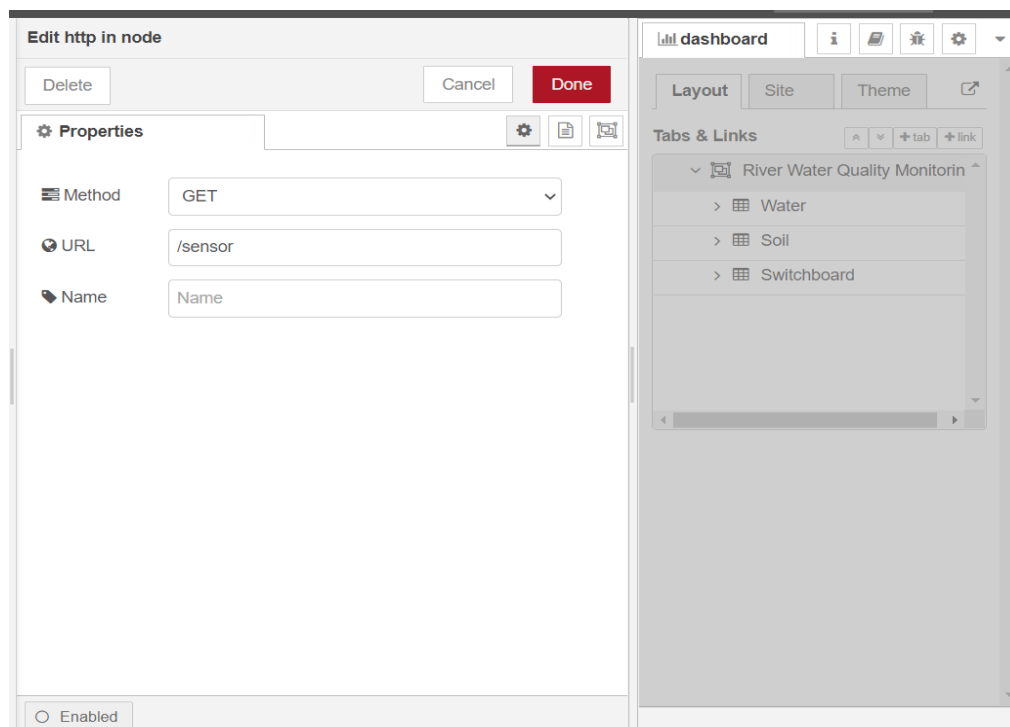 Edit http in node
Delete
Cancel
Done
Properties
Method
GET
URL
/sensor
Name
Name
Enabled
dashboard
i
Layout
Site
Theme
Tabs & Links
+tab
+link
River Water Quality Monitorin
Water
Soil
Switchboard